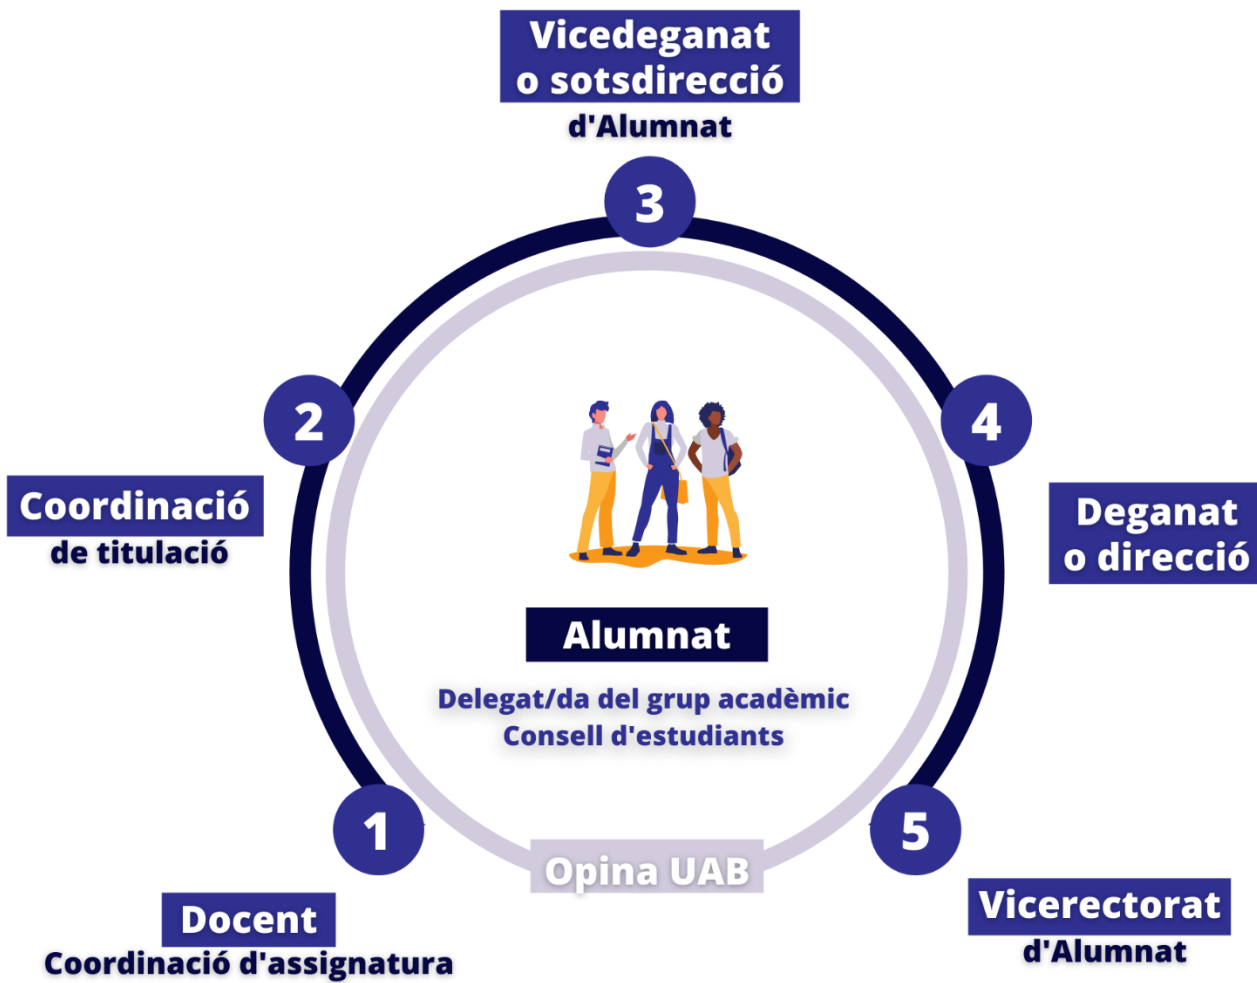 Vicedeganat
o sotsdirecció
d'Alumnat
3
2
4
Coordinació
de titulació
Deganat
o direcció
Alumnat
Delegat/da del grup acadèmic
Consell d'estudiants
1
5
Opina UAB
Docent
Coordinació d'assignatura
Vicerectorat
d'Alumnat